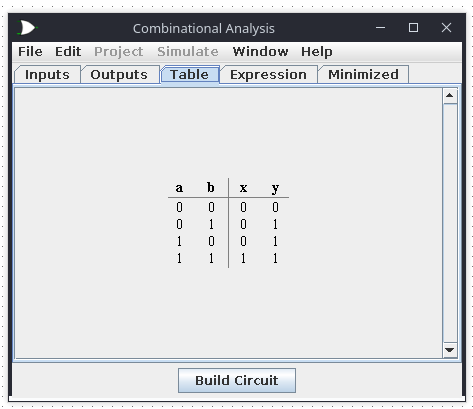 Combinational Analysis
File Edit Project Simulate Window Help
Inputs Outputs Table Expression Minimized
a b x y
0 0 0 0
0 1 0 1
1 0 0 1
1 1 1 1
Build Circuit